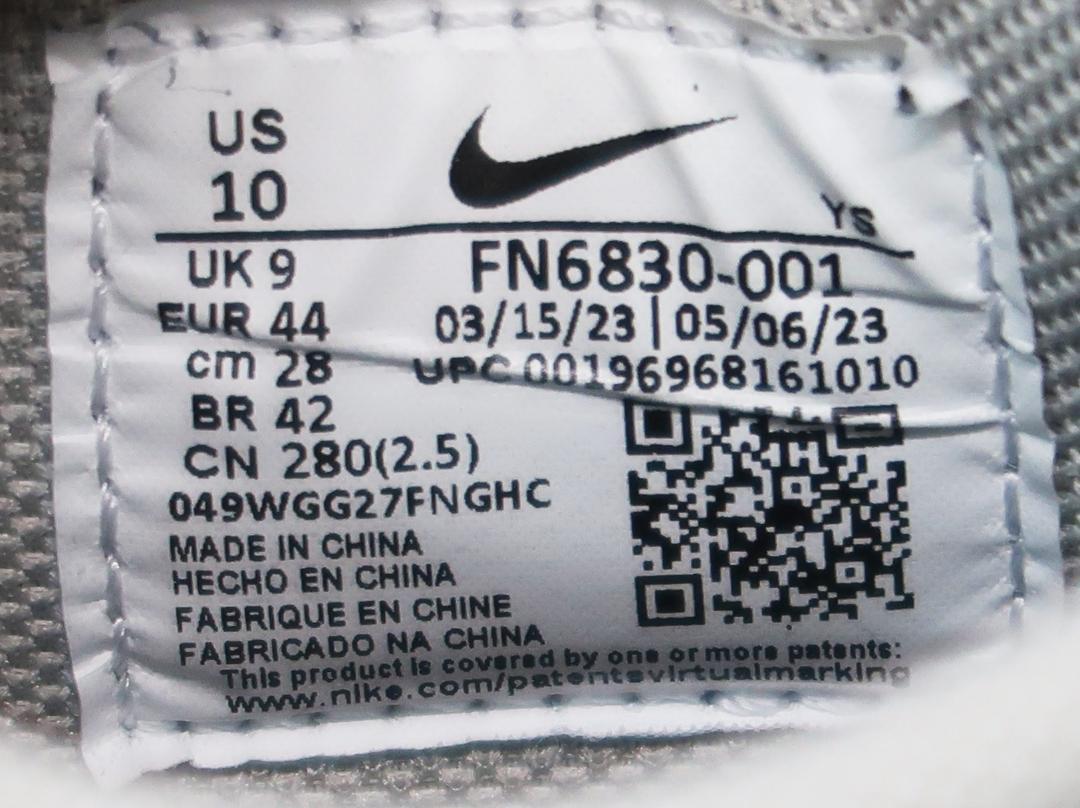 US
10
YS
UK 9
FN6830-001
EUR 44
03/15/23 | 05/06/23
cm 28
UPC 00196968161010
BR 42
CN 280(2.5)
049WGG27FNGHC
MADE IN CHINA
HECHO EN CHINA
FABRIQUE EN CHINE
FABRICADO NA CHINA
This product is covered by one or more patents:
www.nike.com/patentsvirtualmarking